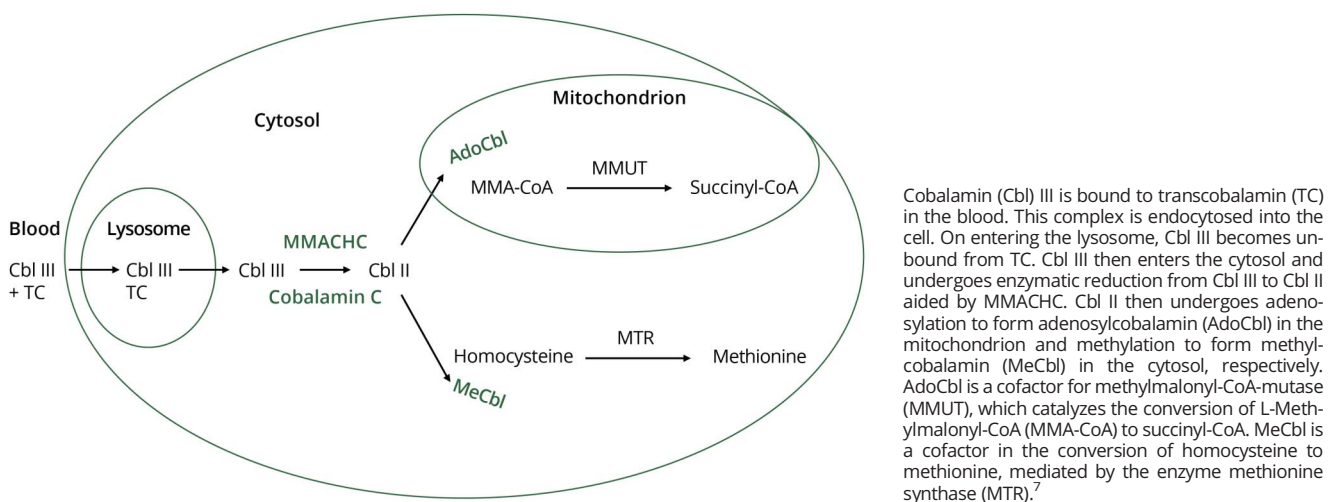 Mitochondrion
Cytosol
AdoCbl
MMUT
MMA-CoA
Succinyl-CoA
Blood
Lysosome
MMACHC
Cbl III
+ TC
Cbl III
TC
Cbl III
Cbl II
Cobalamin C
MTR
Homocysteine
Methionine
MeCbl
Cobalamin (Cbl) III is bound to transcobalamin (TC)
in the blood. This complex is endocytosed into the
cell. On entering the lysosome, Cbl III becomes un-
bound from TC. Cbl III then enters the cytosol and
undergoes enzymatic reduction from Cbl III to Cbl II
aided by MMACHC. Cbl II then undergoes adeno-
sylation to form adenosylcobalamin (AdoCbl) in the
mitochondrion and methylation to form methyl-
cobalamin (MeCbl) in the cytosol, respectively.
AdoCbl is a cofactor for methylmalonyl-CoA-mutase
(MMUT), which catalyzes the conversion of L-Meth-
ylmalonyl-CoA (MMA-CoA) to succinyl-CoA. MeCbl is
a cofactor in the conversion of homocysteine to
methionine, mediated by the enzyme methionine
synthase (MTR).7